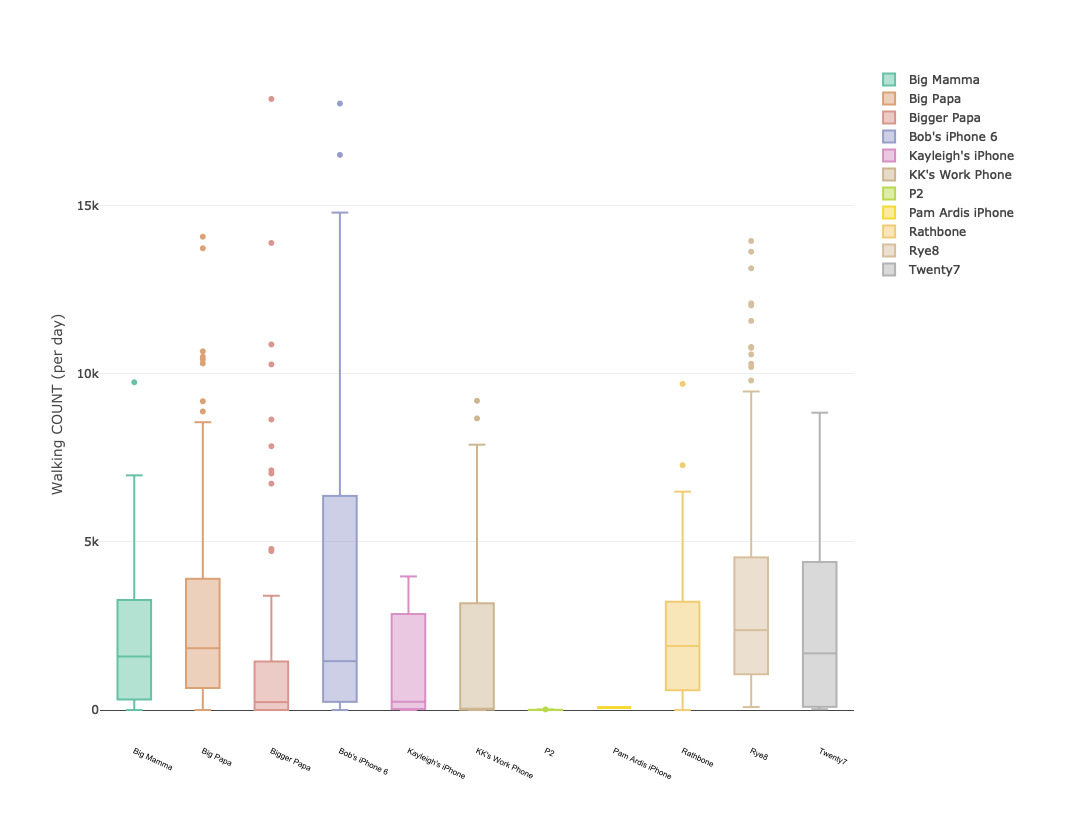 Big Mamma
Big Papa
Bigger Papa
Bob's iPhone 6
Kayleigh's iPhone
KK's Work Phone
P2
Pam Ardis iPhone
Rathbone
Rye8
Twenty7
Walking COUNT (per day)
15k
10k
5k
0
Big Mamma
Big Papa
Bigger Papa
Bob's iPhone 6
Kayleigh's iPhone
KK's Work Phone
P2
Pam Ardis iPhone
Rathbone
Rye8
Twenty7